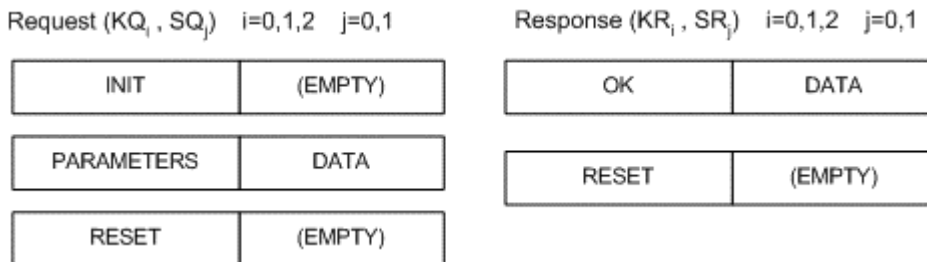 Request (KQi , SQj) i=0,1,2 j=0,1
INIT (EMPTY)
PARAMETERS DATA
RESET (EMPTY)
Response (KRi , SRj) i=0,1,2 j=0,1
OK DATA
RESET (EMPTY)